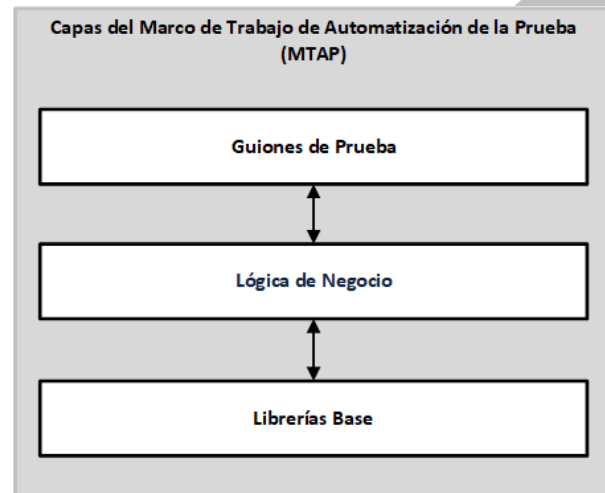 Capas del Marco de Trabajo de Automatización de la Prueba
(MTAP)
Guiones de Prueba
Lógica de Negocio
Librerías Base